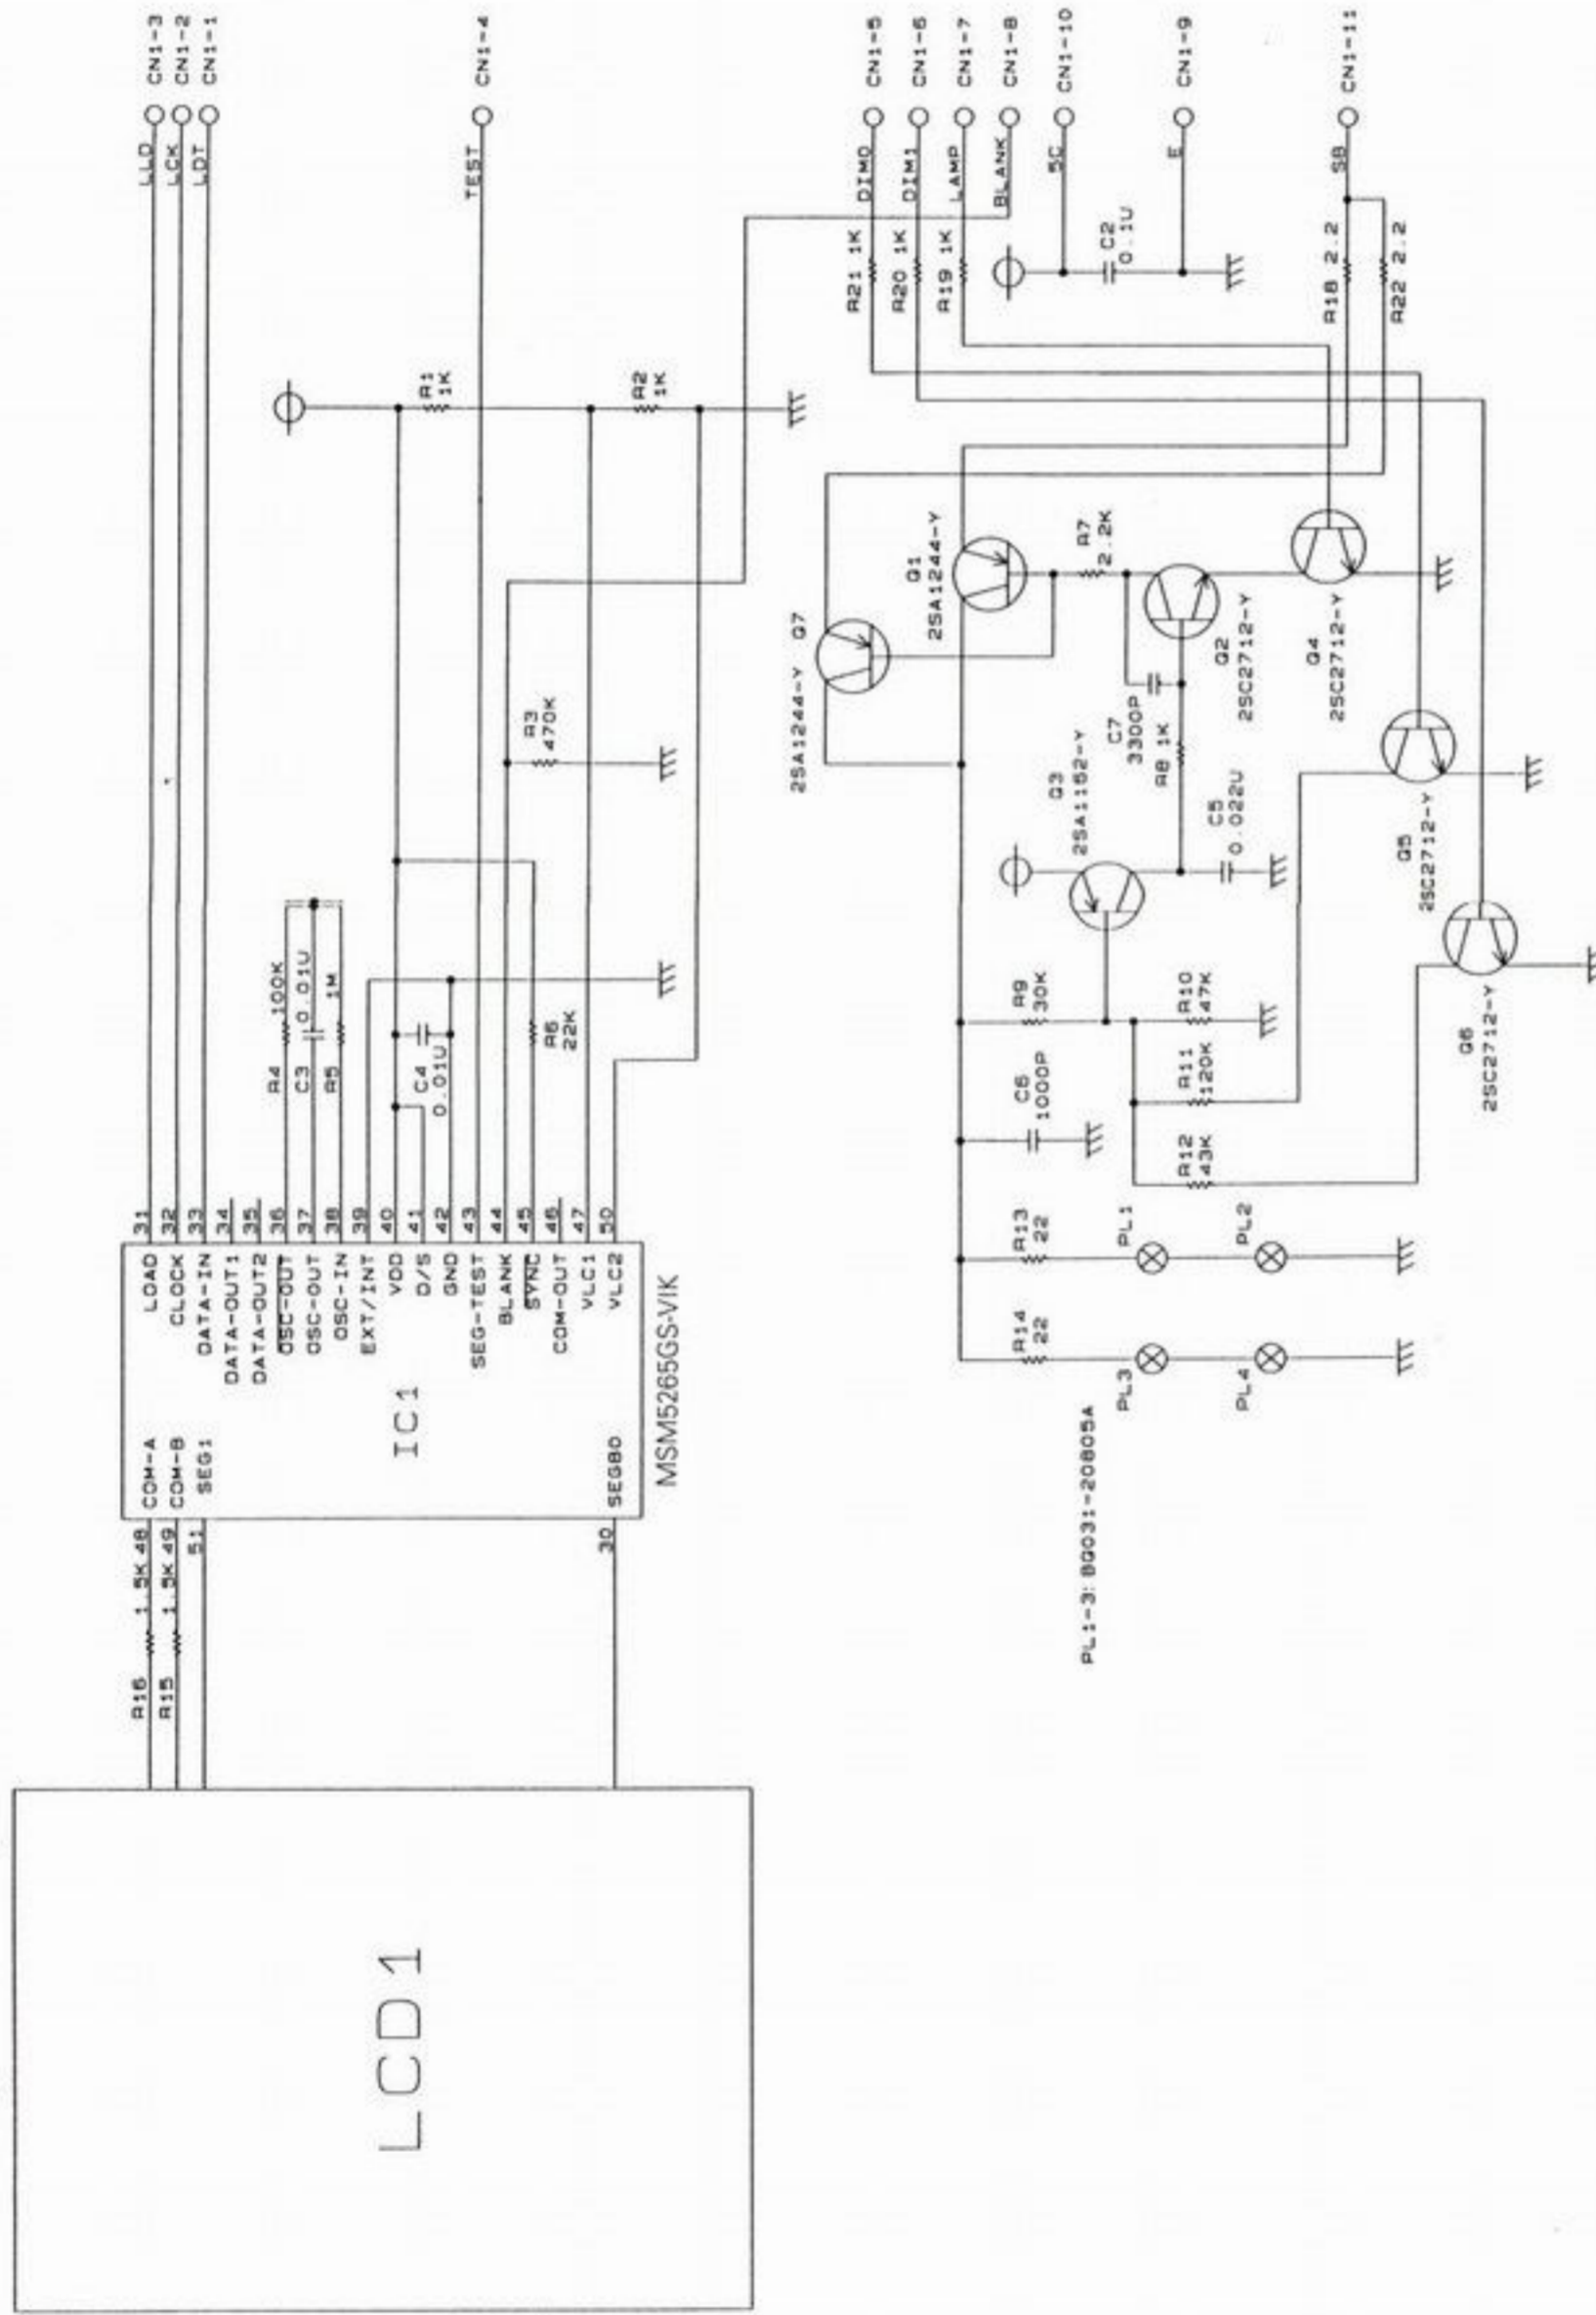 LCD1
R16 1.5K 48 COM-A
R15 1.5K 49 COM-B
51 SEG1
30 SEG80
IC1
MSM5265GS-VIK
LOAD 31
CLOCK 32
DATA-IN 33
DATA-OUT1 34
DATA-OUT2 35
OSC-OUT 36
OSC-OUT 37
OSC-IN 38
EXT/INT 39
VDD 40
D/S 41
GND 42
SEG-TEST 43
BLANK 44
SYNC 45
COM-OUT 46
VLC1 47
VLC2 50
R4 100K
C3 0.01U
R5 1M
C4
0.01U
R6
22K
R3
470K
R1
1K
R2
1K
LLD CN1-3
LCK CN1-2
LDT CN1-1
TEST CN1-4
R21 1K DIM0 CN1-5
R20 1K DIM1 CN1-6
R19 1K LAMP CN1-7
BLANK CN1-8
5C CN1-10
C2
0.1U
E CN1-9
R18 2.2 SB CN1-11
R22 2.2
2SA1244-Y Q7
Q1
2SA1244-Y
R7
2.2K
Q2
2SC2712-Y
Q4
2SC2712-Y
C7
3300P
R8 1K
Q3
2SA1162-Y
C5
0.022U
Q5
2SC2712-Y
Q6
2SC2712-Y
R9
30K
R10
47K
R11
120K
R12
43K
C6
1000P
R13
22
PL1
PL2
R14
22
PL3
PL4
PL1-3: BQ031-20805A